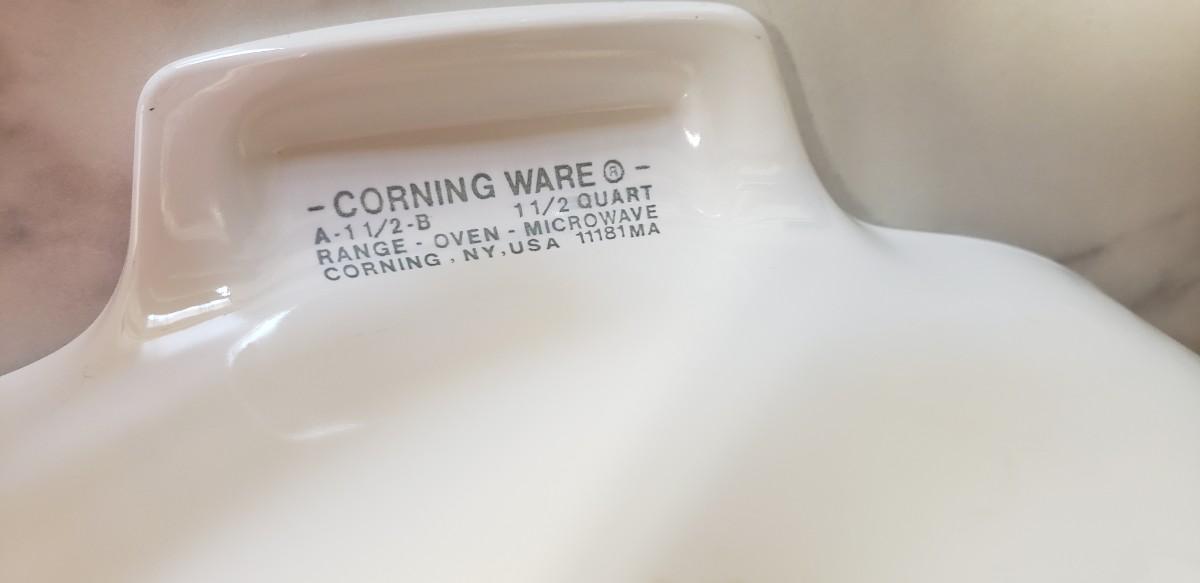 - CORNING WARE ® -
A-1 1/2-B 1 1/2 QUART
RANGE - OVEN - MICROWAVE
CORNING , NY, USA 11181MA